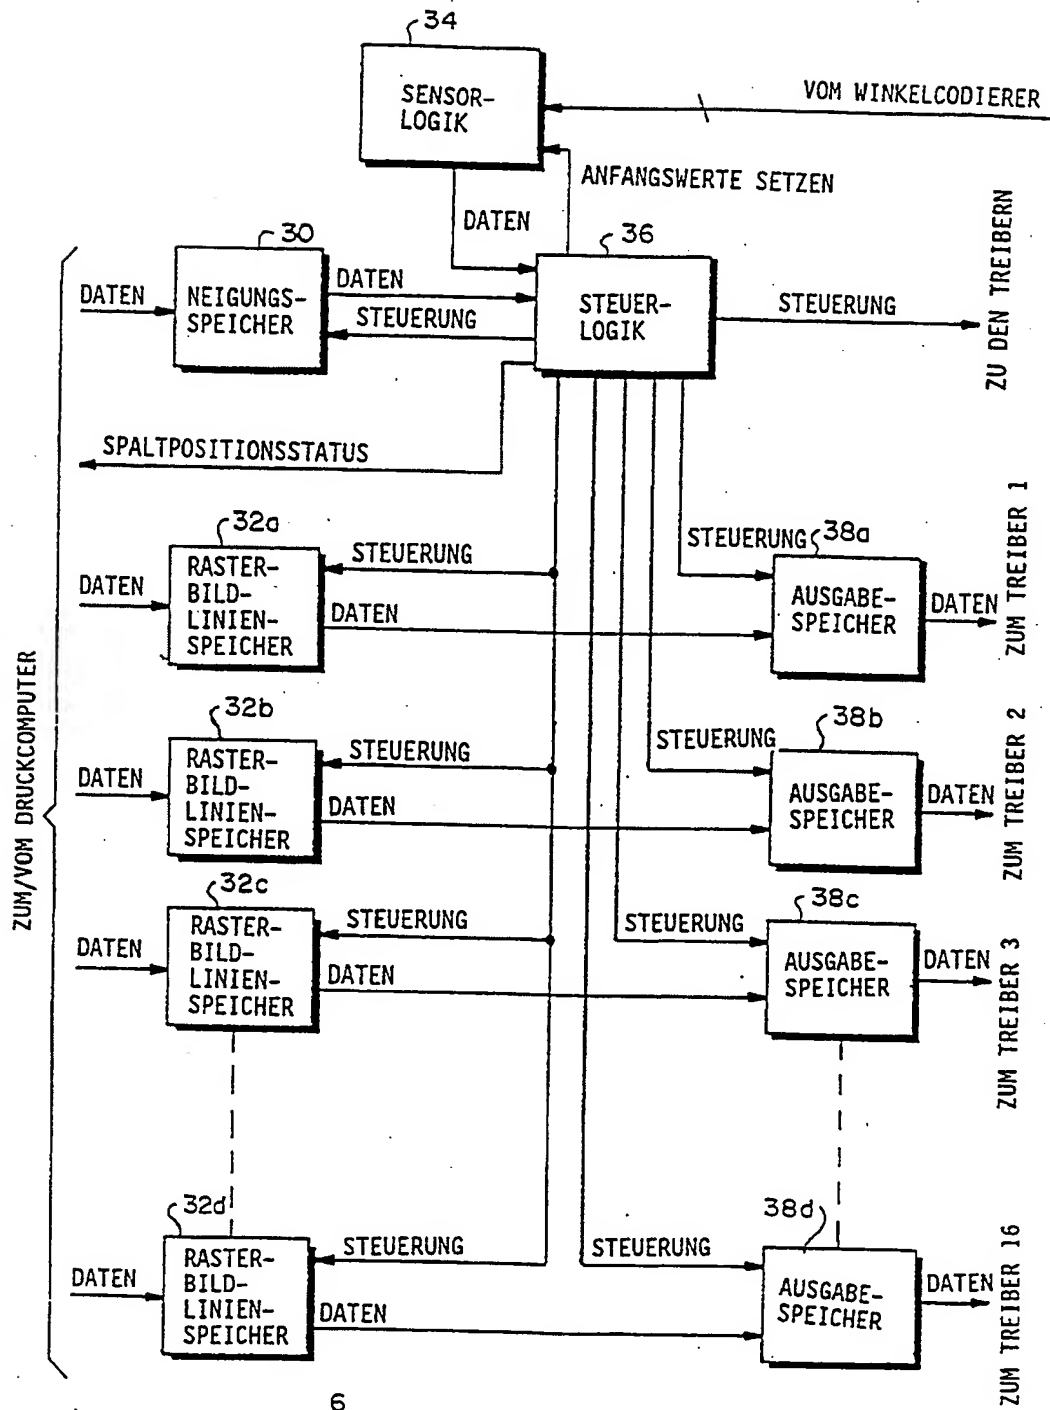 34
SENSOR-
LOGIK
VOM WINKELCODIERER
ANFANGSWERTE SETZEN
DATEN
30
36
DATEN
NEIGUNGS-
SPEICHER
DATEN
STEUERUNG
STEUER-
LOGIK
STEUERUNG
ZU DEN TREIBERN
SPALTPOSITIONSSTATUS
ZUM/VOM DRUCKCOMPUTER
32a
DATEN
RASTER-
BILD-
LINIEN-
SPEICHER
STEUERUNG
DATEN
STEUERUNG
38a
AUSGABE-
SPEICHER
DATEN
ZUM TREIBER 1
32b
DATEN
RASTER-
BILD-
LINIEN-
SPEICHER
STEUERUNG
DATEN
STEUERUNG
38b
AUSGABE-
SPEICHER
DATEN
ZUM TREIBER 2
32c
DATEN
RASTER-
BILD-
LINIEN-
SPEICHER
STEUERUNG
DATEN
STEUERUNG
38c
AUSGABE-
SPEICHER
DATEN
ZUM TREIBER 3
32d
DATEN
RASTER-
BILD-
LINIEN-
SPEICHER
STEUERUNG
DATEN
STEUERUNG
38d
AUSGABE-
SPEICHER
DATEN
ZUM TREIBER 16
6